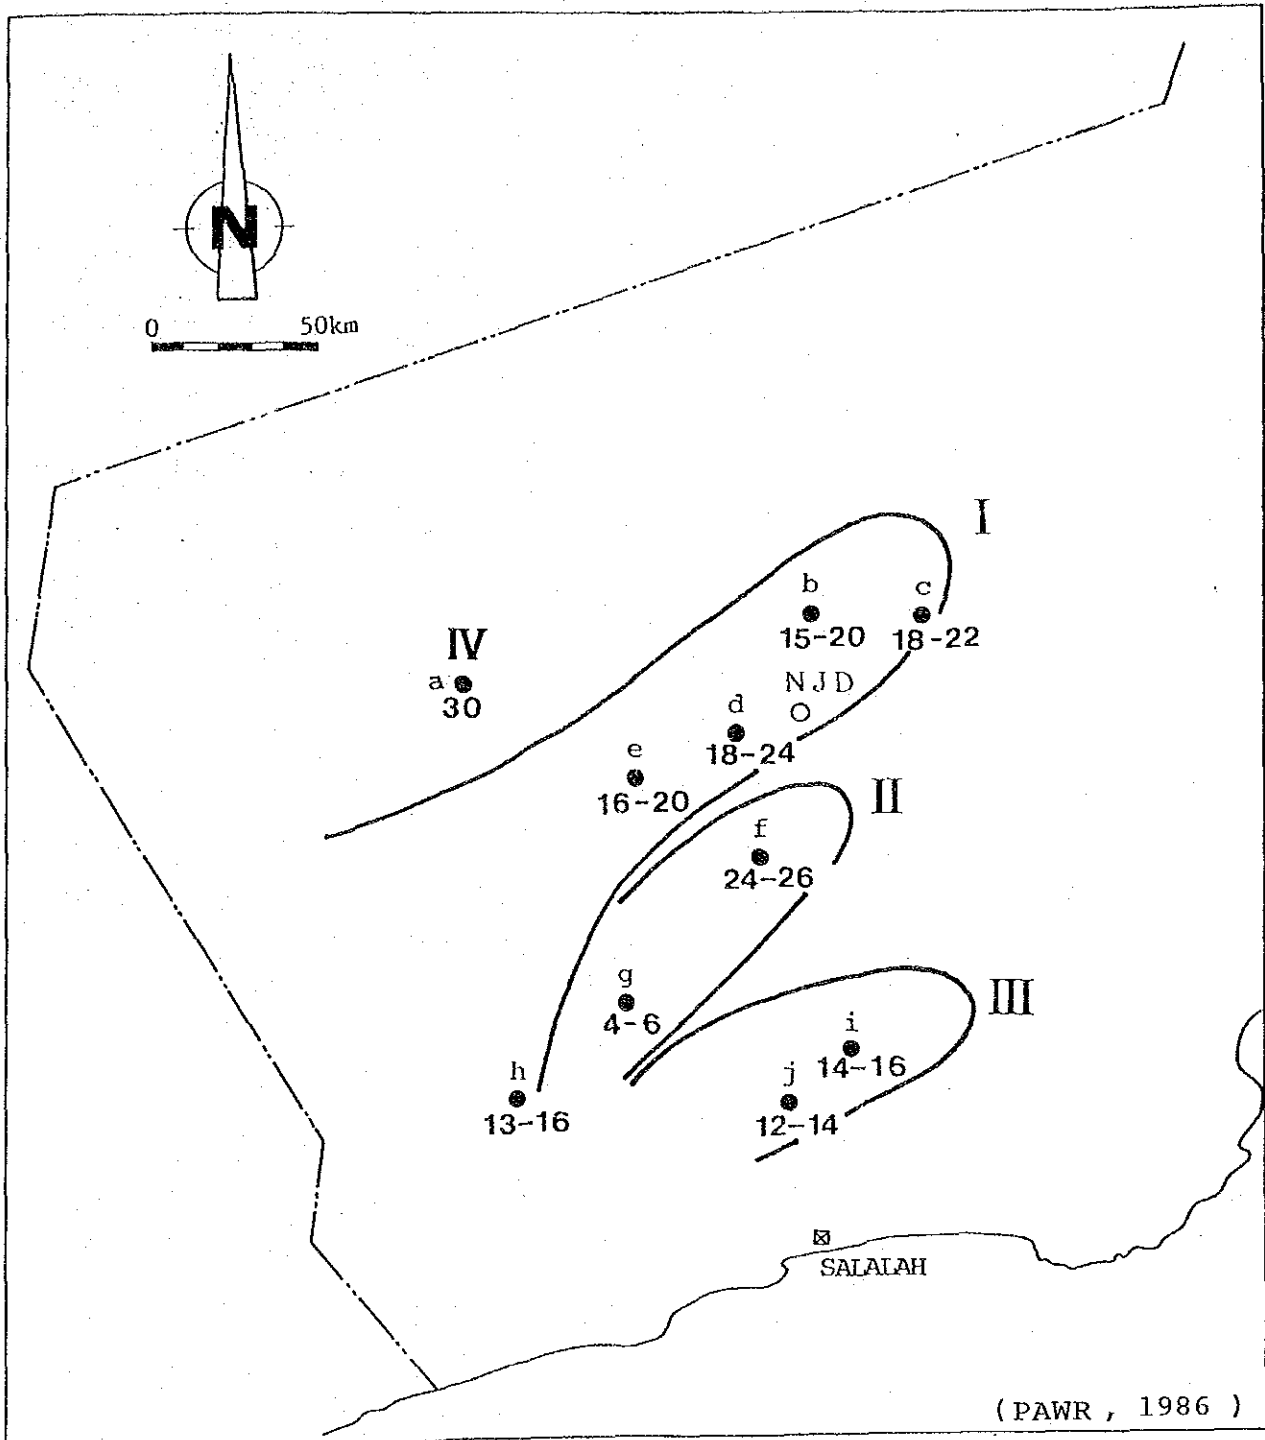 N
0 50km
I
b c
15-20 18-22
IV
a
30
NJD
d
18-24
e
16-20
II
f
24-26
g
4-6
III
i
14-16
h
13-16
j
12-14
SALALAH
(PAWR, 1986)